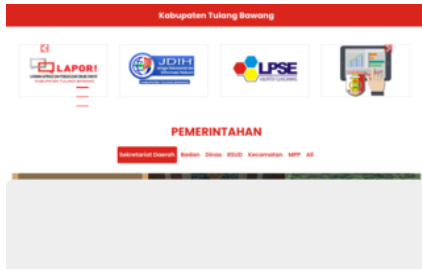 Kabupaten Tulang Bawang
LAPOR!
JDIH
LPSE
PEMERINTAHAN
Sekretariat Daerah Badan Dinas RSUD Kecamatan MPP All